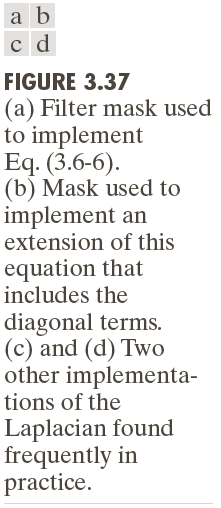 a b
c d
FIGURE 3.37
(a) Filter mask used
to implement
Eq. (3.6-6).
(b) Mask used to
implement an
extension of this
equation that
includes the
diagonal terms.
(c) and (d) Two
other implementa-
tions of the
Laplacian found
frequently in
practice.